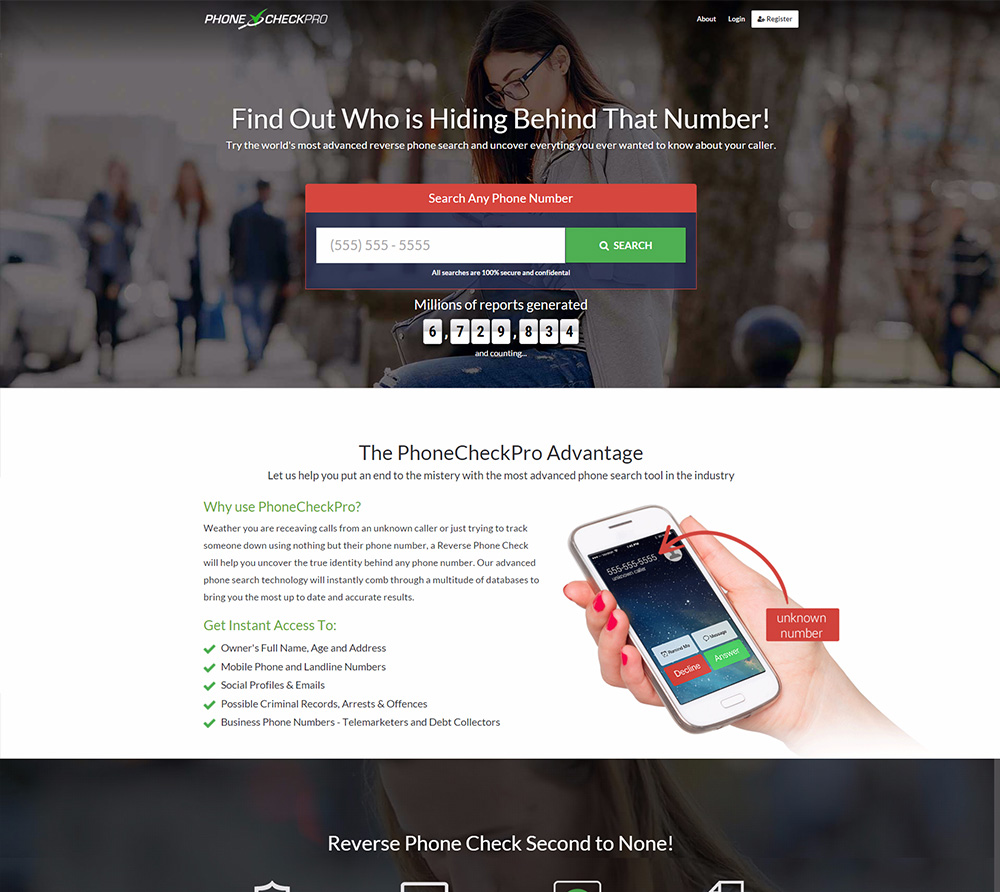 PHONE CHECKPRO
About Login Register
Find Out Who is Hiding Behind That Number!
Try the world's most advanced reverse phone search and uncover everyting you ever wanted to know about your caller.
Search Any Phone Number
(555) 555 - 5555
SEARCH
All searches are 100% secure and confidental
Millions of reports generated
6,729,834
and counting...
The PhoneCheckPro Advantage
Let us help you put an end to the mistery with the most advanced phone search tool in the industry
Why use PhoneCheckPro?
Weather you are receaving calls from an unknown caller or just trying to track
someone down using nothing but their phone number, a Reverse Phone Check
will help you uncover the true identity behind any phone number. Our advanced
phone search technology will instantly comb through a multitude of databases to
bring you the most up to date and accurate results.
Get Instant Access To:
Owner's Full Name, Age and Address
Mobile Phone and Landline Numbers
Social Profiles & Emails
Possible Criminal Records, Arrests & Offences
Business Phone Numbers - Telemarketers and Debt Collectors
555-555-5555
unknown caller
Remind Me
Message
Decline
Answer
unknown
number
Reverse Phone Check Second to None!